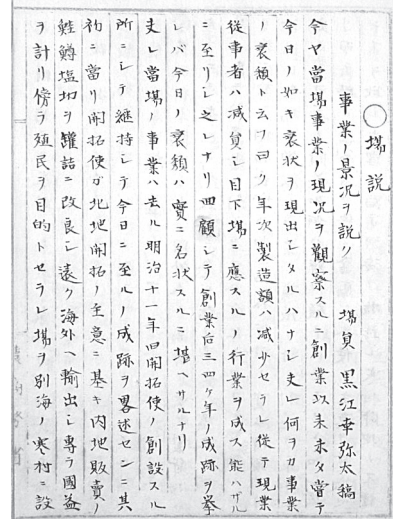 ◯場説
事業ノ景況ヲ説ク　場員　黒江幸弥太稿
今ヤ當場事業ノ現況ヲ觀察スルニ創業以来未タ嘗テ
今日ノ如キ衰状ヲ現出シタルハナシ夫レ何ヲカ事業
ノ衰頽ト云フ曰ク年次製造額ハ減少セラレ從テ現業
従事者ハ減員シ目下場ニ應スルノ行業ヲ成ス能ハサル
ニ至リシ之レナリ回顧シテ創業后三四ヶ年ノ成跡ヲ挙
レバ今日ノ衰頽ハ實ニ名状スルニ堪ヘサルナリ
夫レ當場ノ事業ハ去ル明治十一年旧開拓使ノ創設スル
所ニシテ継持シテ今日ニ至ルノ成跡ヲ畧述センニ其
初ニ當リ開拓使ガ北地開拓ノ主意ニ基キ内地販賣ノ
鮭鱒塩切ヲ罐詰ニ改良シ遠ク海外ヘ輸出シ專ラ國益
ヲ計リ傍ラ殖民ヲ目的トセラレ場ヲ別海ノ寒村ニ設